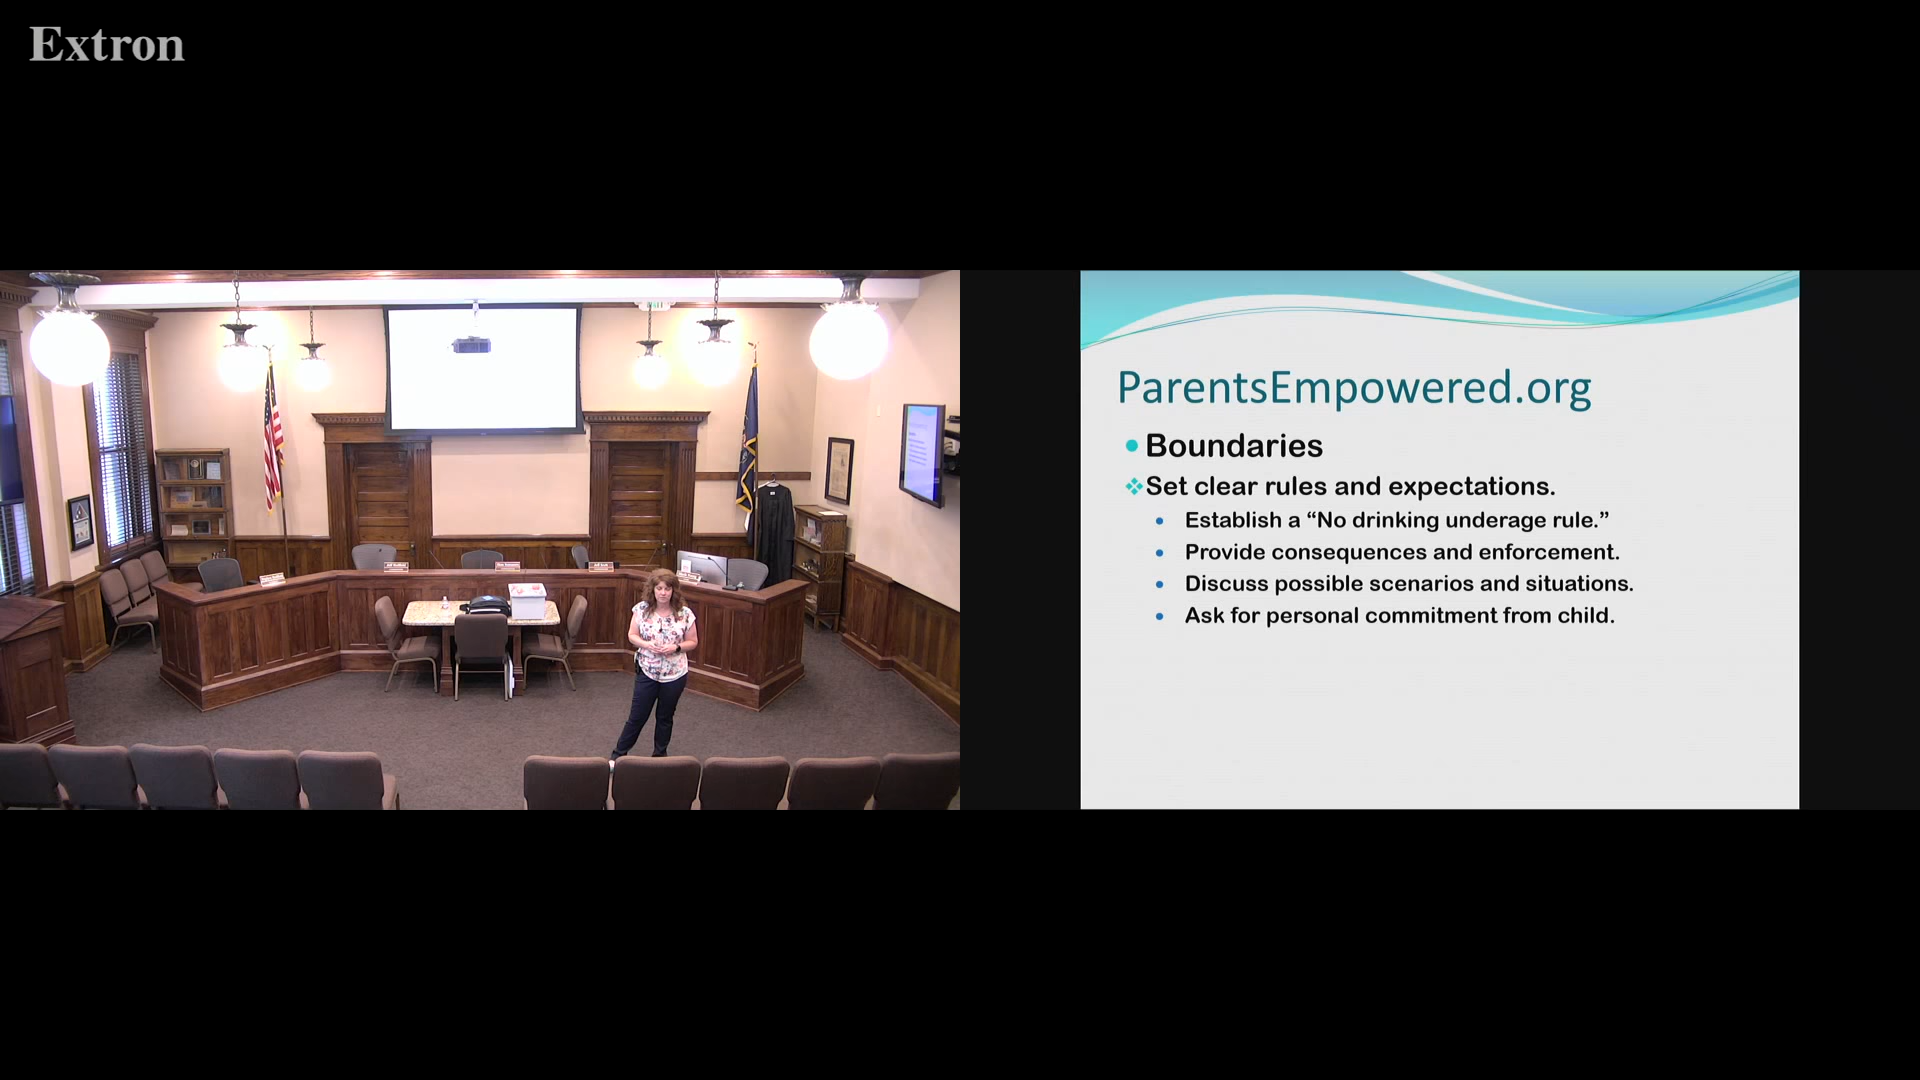 Extron
ParentsEmpowered.org
Boundaries
Set clear rules and expectations.
Establish a “No drinking underage rule.”
Provide consequences and enforcement.
Discuss possible scenarios and situations.
Ask for personal commitment from child.